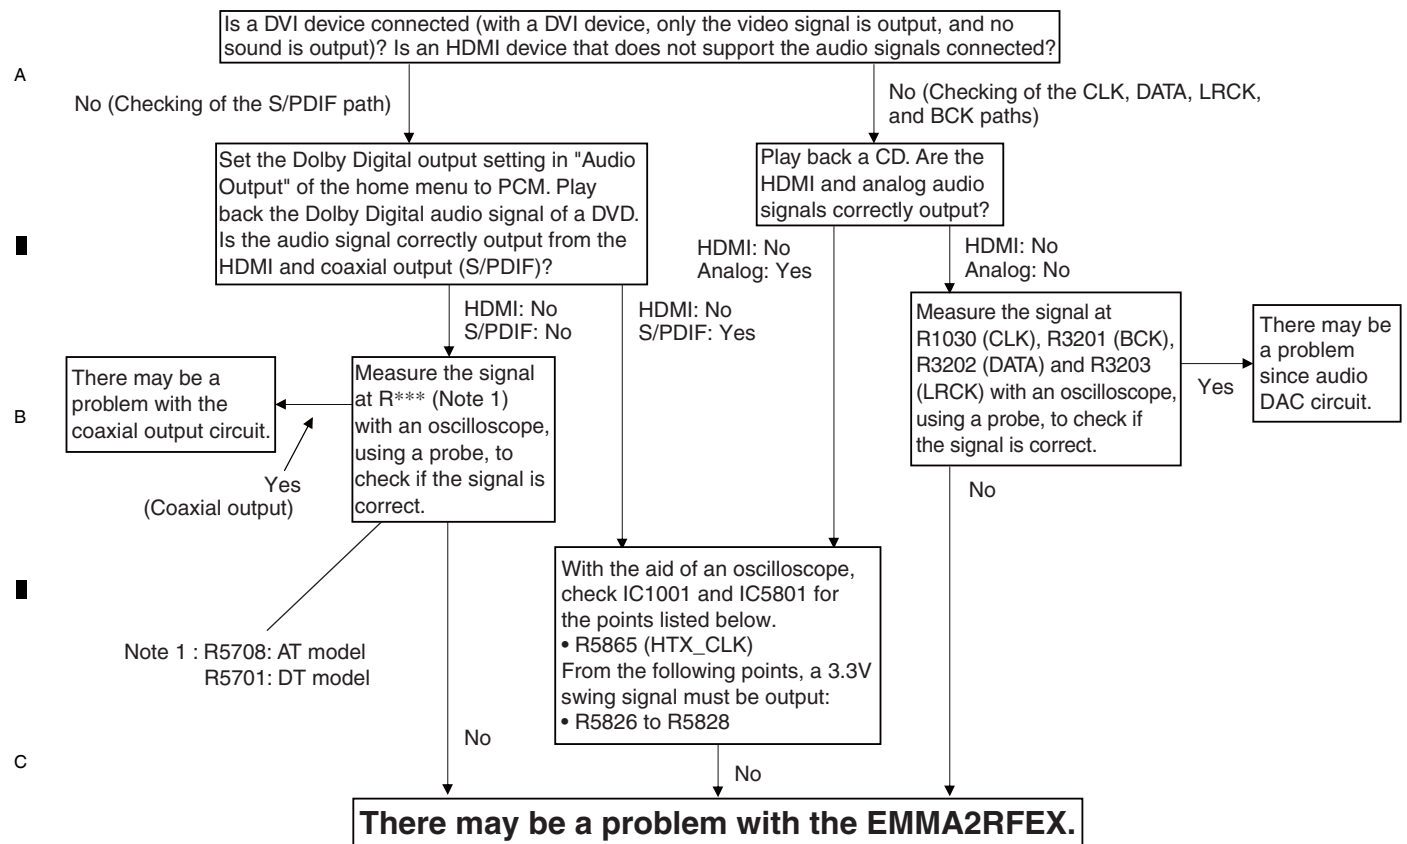 Is a DVI device connected (with a DVI device, only the video signal is output, and no
sound is output)? Is an HDMI device that does not support the audio signals connected?
A
No (Checking of the S/PDIF path)
No (Checking of the CLK, DATA, LRCK,
and BCK paths)
Set the Dolby Digital output setting in "Audio
Output" of the home menu to PCM. Play
back the Dolby Digital audio signal of a DVD.
Is the audio signal correctly output from the
HDMI and coaxial output (S/PDIF)?
Play back a CD. Are the
HDMI and analog audio
signals correctly output?
HDMI: No
Analog: Yes
HDMI: No
Analog: No
HDMI: No
S/PDIF: No
HDMI: No
S/PDIF: Yes
Measure the signal at
R1030 (CLK), R3201 (BCK),
R3202 (DATA) and R3203
(LRCK) with an oscilloscope,
using a probe, to check if
the signal is correct.
Yes
There may be
a problem
since audio
DAC circuit.
There may be a
problem with the
coaxial output circuit.
B
Measure the signal
at R*** (Note 1)
with an oscilloscope,
using a probe, to
check if the signal is
correct.
Yes
(Coaxial output)
No
With the aid of an oscilloscope,
check IC1001 and IC5801 for
the points listed below.
• R5865 (HTX_CLK)
From the following points, a 3.3V
swing signal must be output:
• R5826 to R5828
Note 1 : R5708: AT model
R5701: DT model
No
C
No
There may be a problem with the EMMA2RFEX.